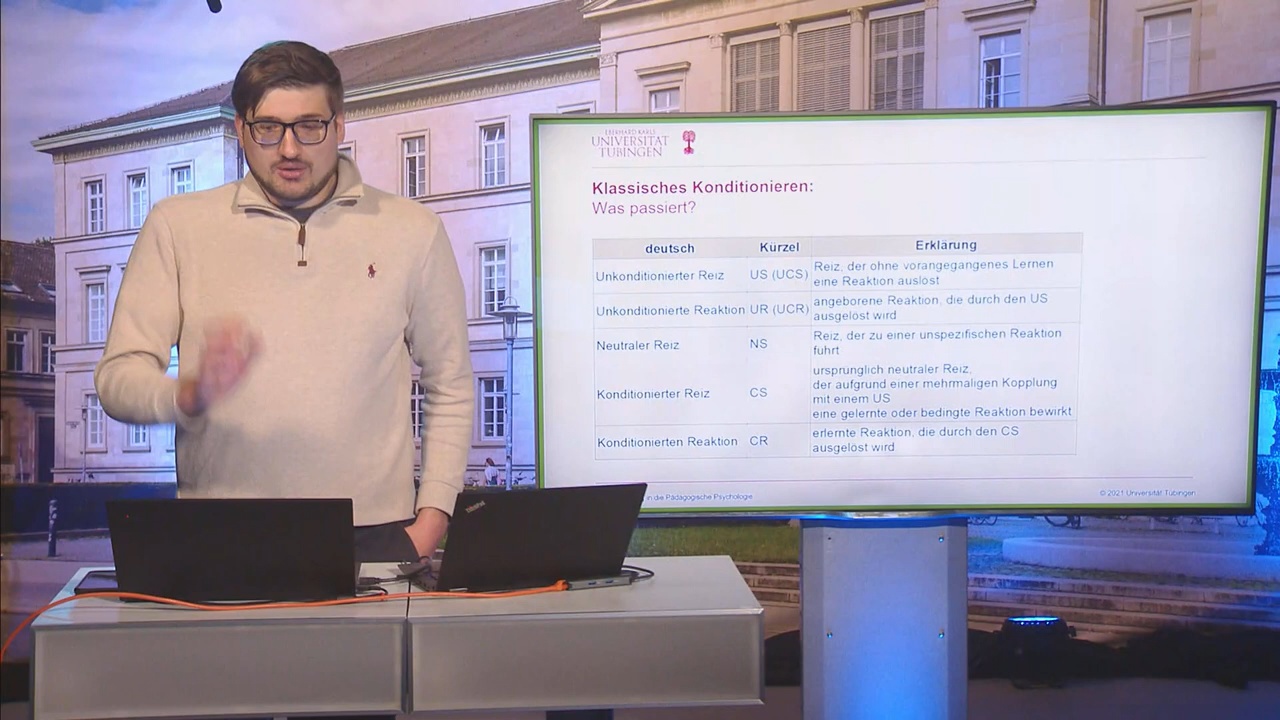 EBERHARD KARLS
UNIVERSITÄT
TÜBINGEN
Klassisches Konditionieren:
Was passiert?
deutsch Kürzel Erklärung
Unkonditionierter Reiz US (UCS) Reiz, der ohne vorangegangenes Lernen
eine Reaktion auslöst
Unkonditionierte Reaktion UR (UCR) angeborene Reaktion, die durch den US
ausgelöst wird
Neutraler Reiz NS Reiz, der zu einer unspezifischen Reaktion
führt
Konditionierter Reiz CS ursprünglich neutraler Reiz,
der aufgrund einer mehrmaligen Kopplung
mit einem US
eine gelernte oder bedingte Reaktion bewirkt
Konditionierten Reaktion CR erlernte Reaktion, die durch den CS
ausgelöst wird
in die Pädagogische Psychologie © 2021 Universität Tübingen
ThinkPad